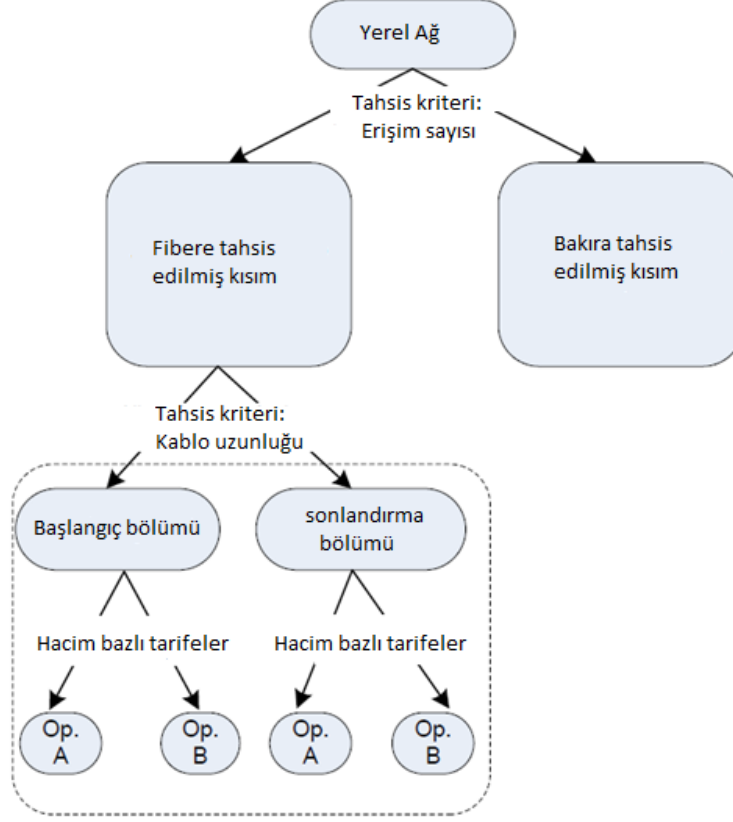 Yerel Ağ
Tahsis kriteri:
Erişim sayısı
Fibere tahsis
edilmiş kısım
Bakıra tahsis
edilmiş kısım
Tahsis kriteri:
Kablo uzunluğu
Başlangıç bölümü
sonlandırma
bölümü
Hacim bazlı tarifeler
Hacim bazlı tarifeler
Op.
A
Op.
B
Op.
A
Op.
B